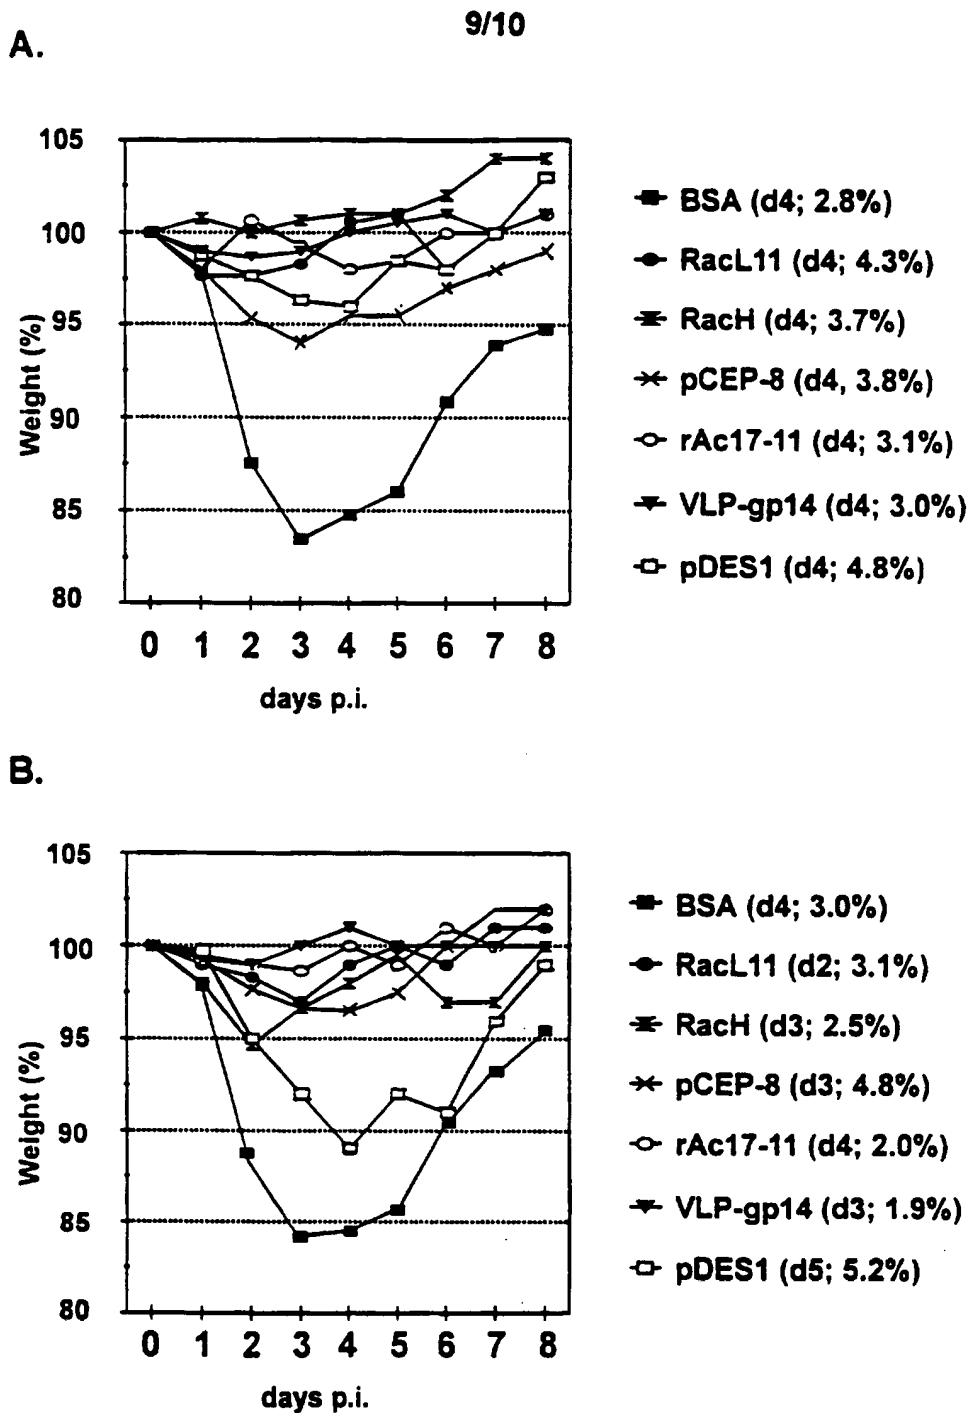 9/10
A.
105
100
95
90
85
80
Weight (%)
0 1 2 3 4 5 6 7 8
days p.i.
BSA (d4; 2.8%)
RacL11 (d4; 4.3%)
RacH (d4; 3.7%)
pCEP-8 (d4, 3.8%)
rAc17-11 (d4; 3.1%)
VLP-gp14 (d4; 3.0%)
pDES1 (d4; 4.8%)
B.
105
100
95
90
85
80
Weight (%)
0 1 2 3 4 5 6 7 8
days p.i.
BSA (d4; 3.0%)
RacL11 (d2; 3.1%)
RacH (d3; 2.5%)
pCEP-8 (d3; 4.8%)
rAc17-11 (d4; 2.0%)
VLP-gp14 (d3; 1.9%)
pDES1 (d5; 5.2%)